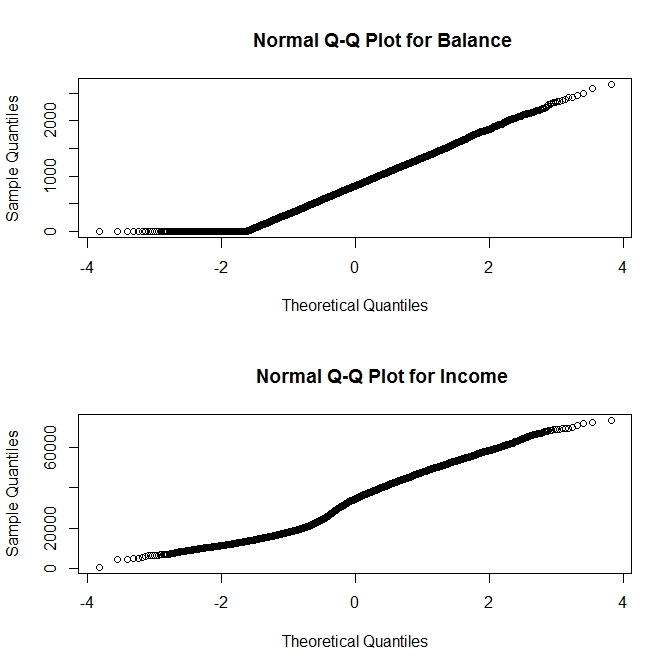 Normal Q-Q Plot for Balance
Sample Quantiles
2000
1000
0
-4 -2 0 2 4
Theoretical Quantiles
Normal Q-Q Plot for Income
Sample Quantiles
60000
20000
0
-4 -2 0 2 4
Theoretical Quantiles